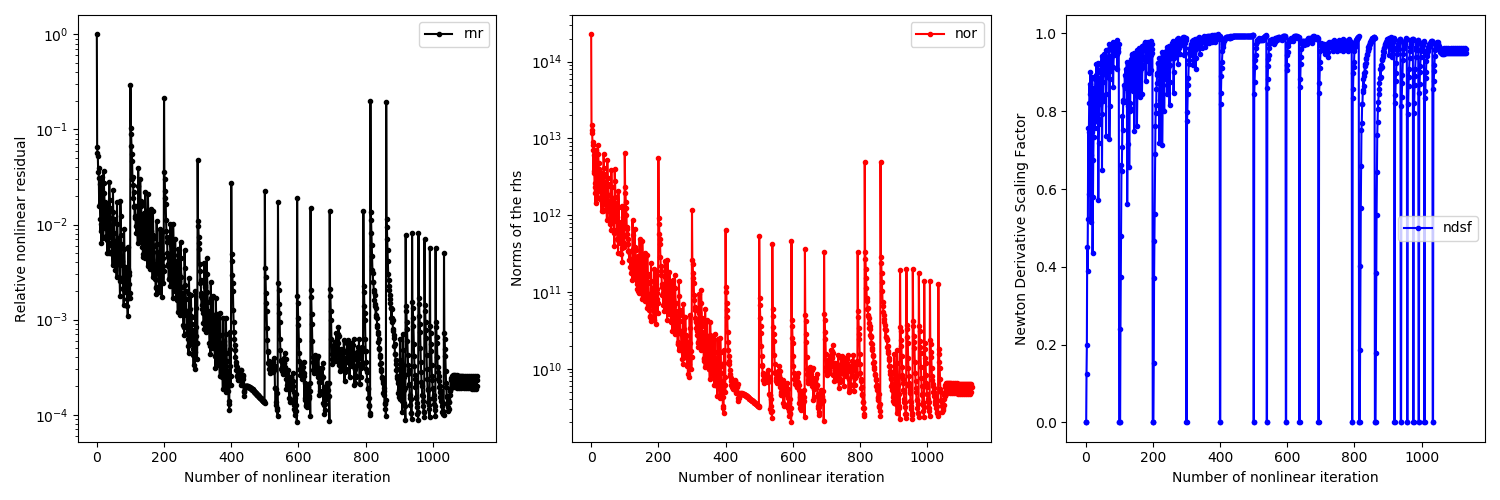 Relative nonlinear residual
10⁰
10⁻¹
10⁻²
10⁻³
10⁻⁴
rnr
0 200 400 600 800 1000
Number of nonlinear iteration
Norms of the rhs
10¹⁴
10¹³
10¹²
10¹¹
10¹⁰
nor
0 200 400 600 800 1000
Number of nonlinear iteration
Newton Derivative Scaling Factor
1.0
0.8
0.6
0.4
0.2
0.0
ndsf
0 200 400 600 800 1000
Number of nonlinear iteration